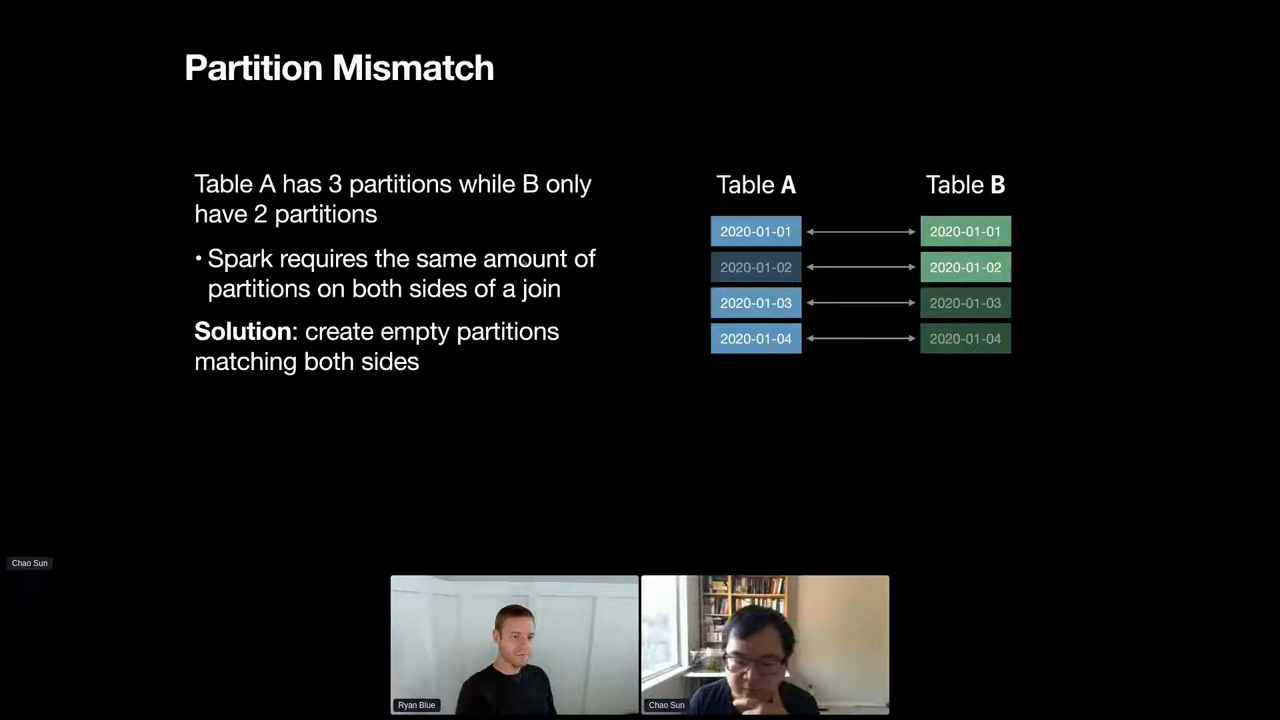 Partition Mismatch
Table A has 3 partitions while B only
have 2 partitions
• Spark requires the same amount of
partitions on both sides of a join
Solution: create empty partitions
matching both sides
Table A
Table B
2020-01-01
2020-01-01
2020-01-02
2020-01-02
2020-01-03
2020-01-03
2020-01-04
2020-01-04
Chao Sun
Ryan Blue
Chao Sun